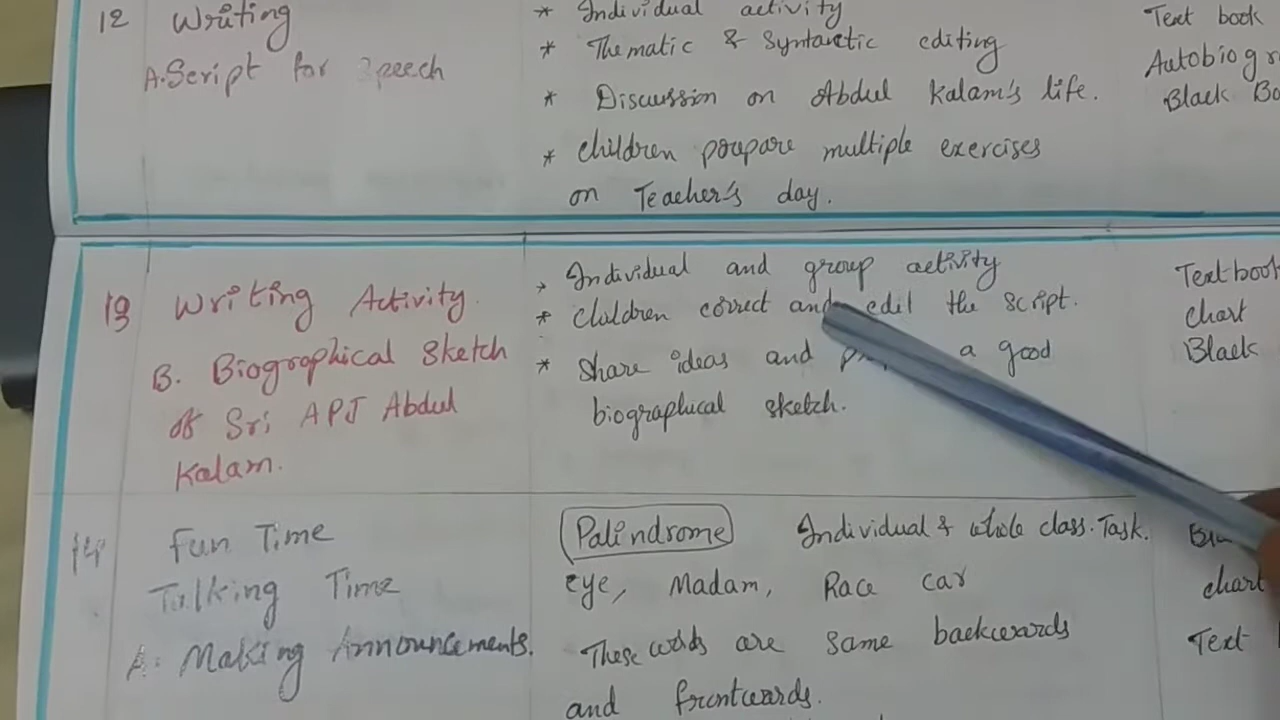 12 Writing
A. Script for Speech
* Individual activity
* Thematic & Syntactic editing
* Discussion on Abdul Kalam's life.
* Children prepare multiple exercises
on Teacher's day.
Text book
Autobiogr
Black Bo
13 Writing Activity.
B. Biographical Sketch
of Sri APJ Abdul
Kalam.
* Individual and group activity
* Children correct and edit the script.
* Share ideas and a good
biographical sketch.
Text book
Chart
Black
14 Fun Time
Talking Time
A. Making Announcements.
Palindrome Individual & whole class. Task.
eye, Madam, Race car
These words are same backwards
and frontwards.
chart
Text